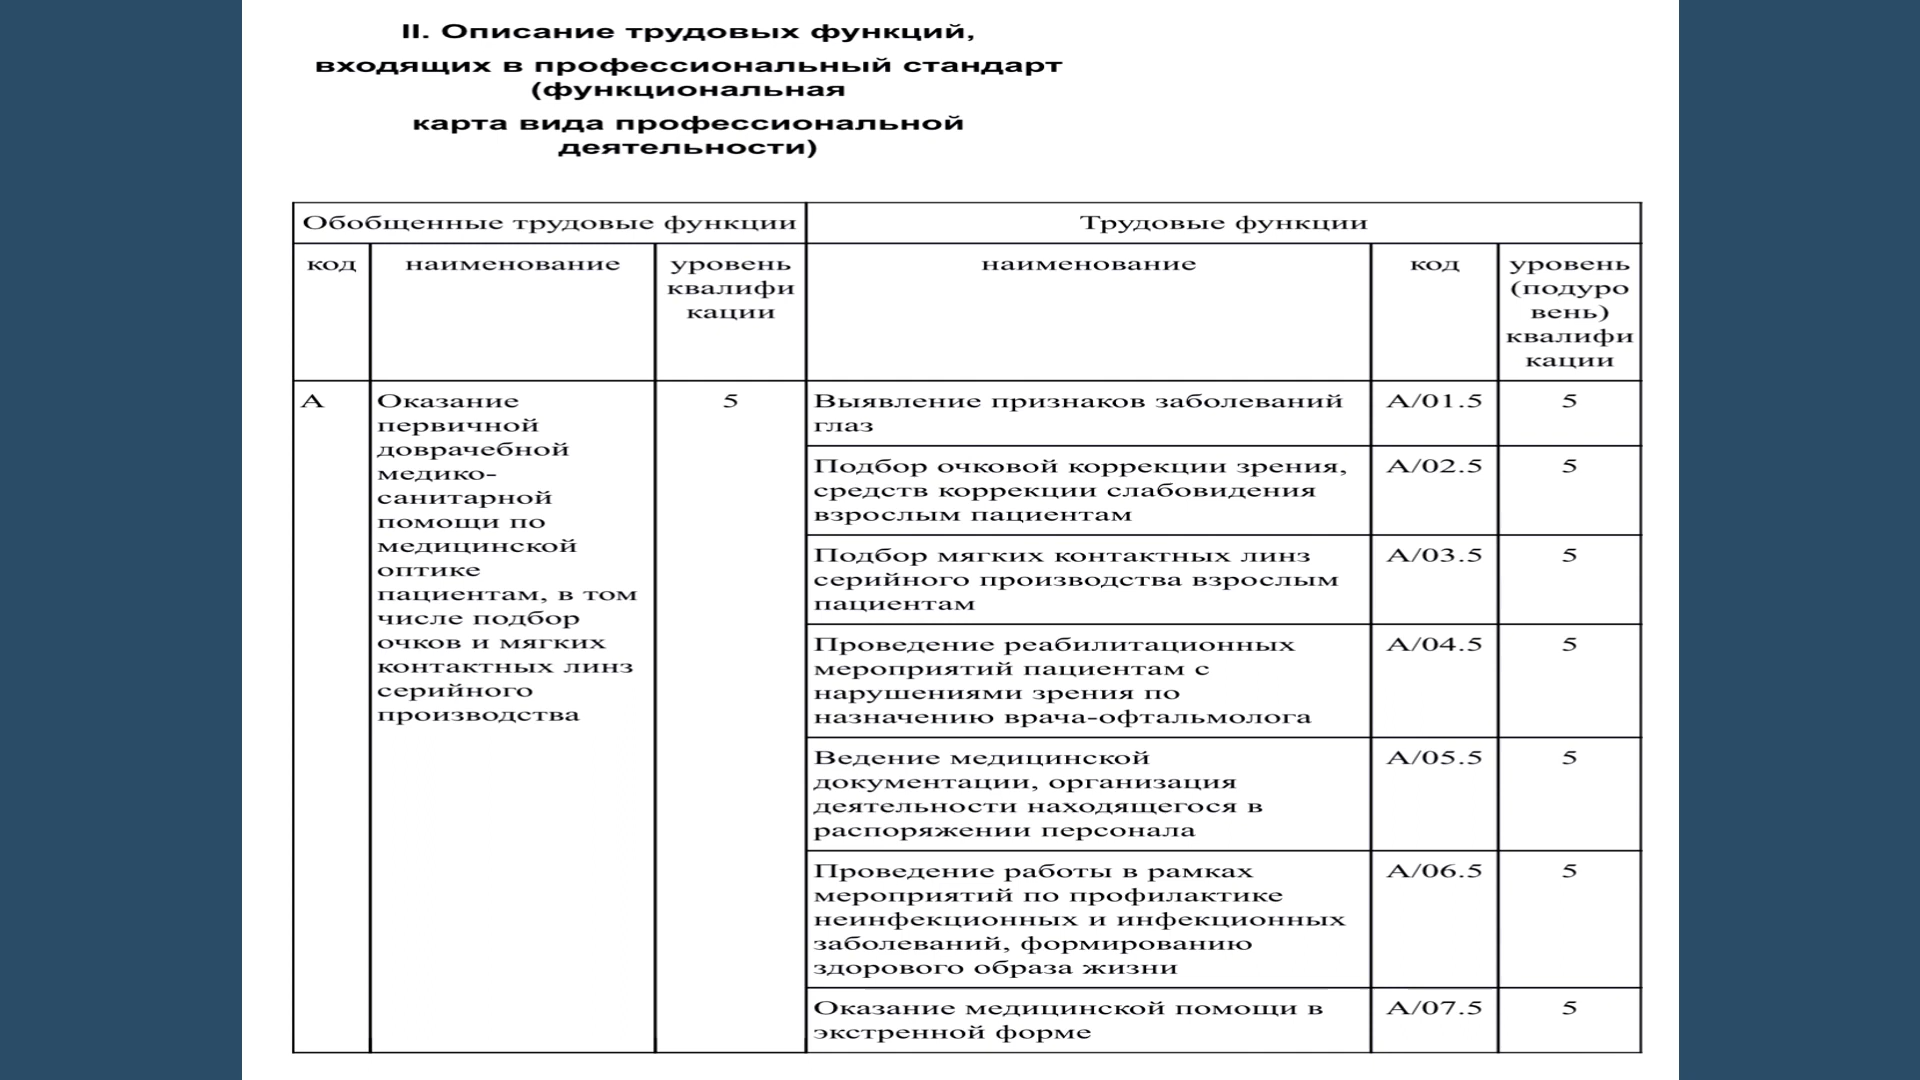 II. Описание трудовых функций,
входящих в профессиональный стандарт
(функциональная
карта вида профессиональной
деятельности)
Обобщенные трудовые функции
Трудовые функции
код
наименование
уровень
квалифи
кации
наименование
код
уровень
(подуро
вень)
квалифи
кации
А
Оказание
первичной
доврачебной
медико-
санитарной
помощи по
медицинской
оптике
пациентам, в том
числе подбор
очков и мягких
контактных линз
серийного
производства
5
Выявление признаков заболеваний
глаз
А/01.5
5
Подбор очковой коррекции зрения,
средств коррекции слабовидения
взрослым пациентам
А/02.5
5
Подбор мягких контактных линз
серийного производства взрослым
пациентам
А/03.5
5
Проведение реабилитационных
мероприятий пациентам с
нарушениями зрения по
назначению врача-офтальмолога
А/04.5
5
Ведение медицинской
документации, организация
деятельности находящегося в
распоряжении персонала
А/05.5
5
Проведение работы в рамках
мероприятий по профилактике
неинфекционных и инфекционных
заболеваний, формированию
здорового образа жизни
А/06.5
5
Оказание медицинской помощи в
экстренной форме
А/07.5
5